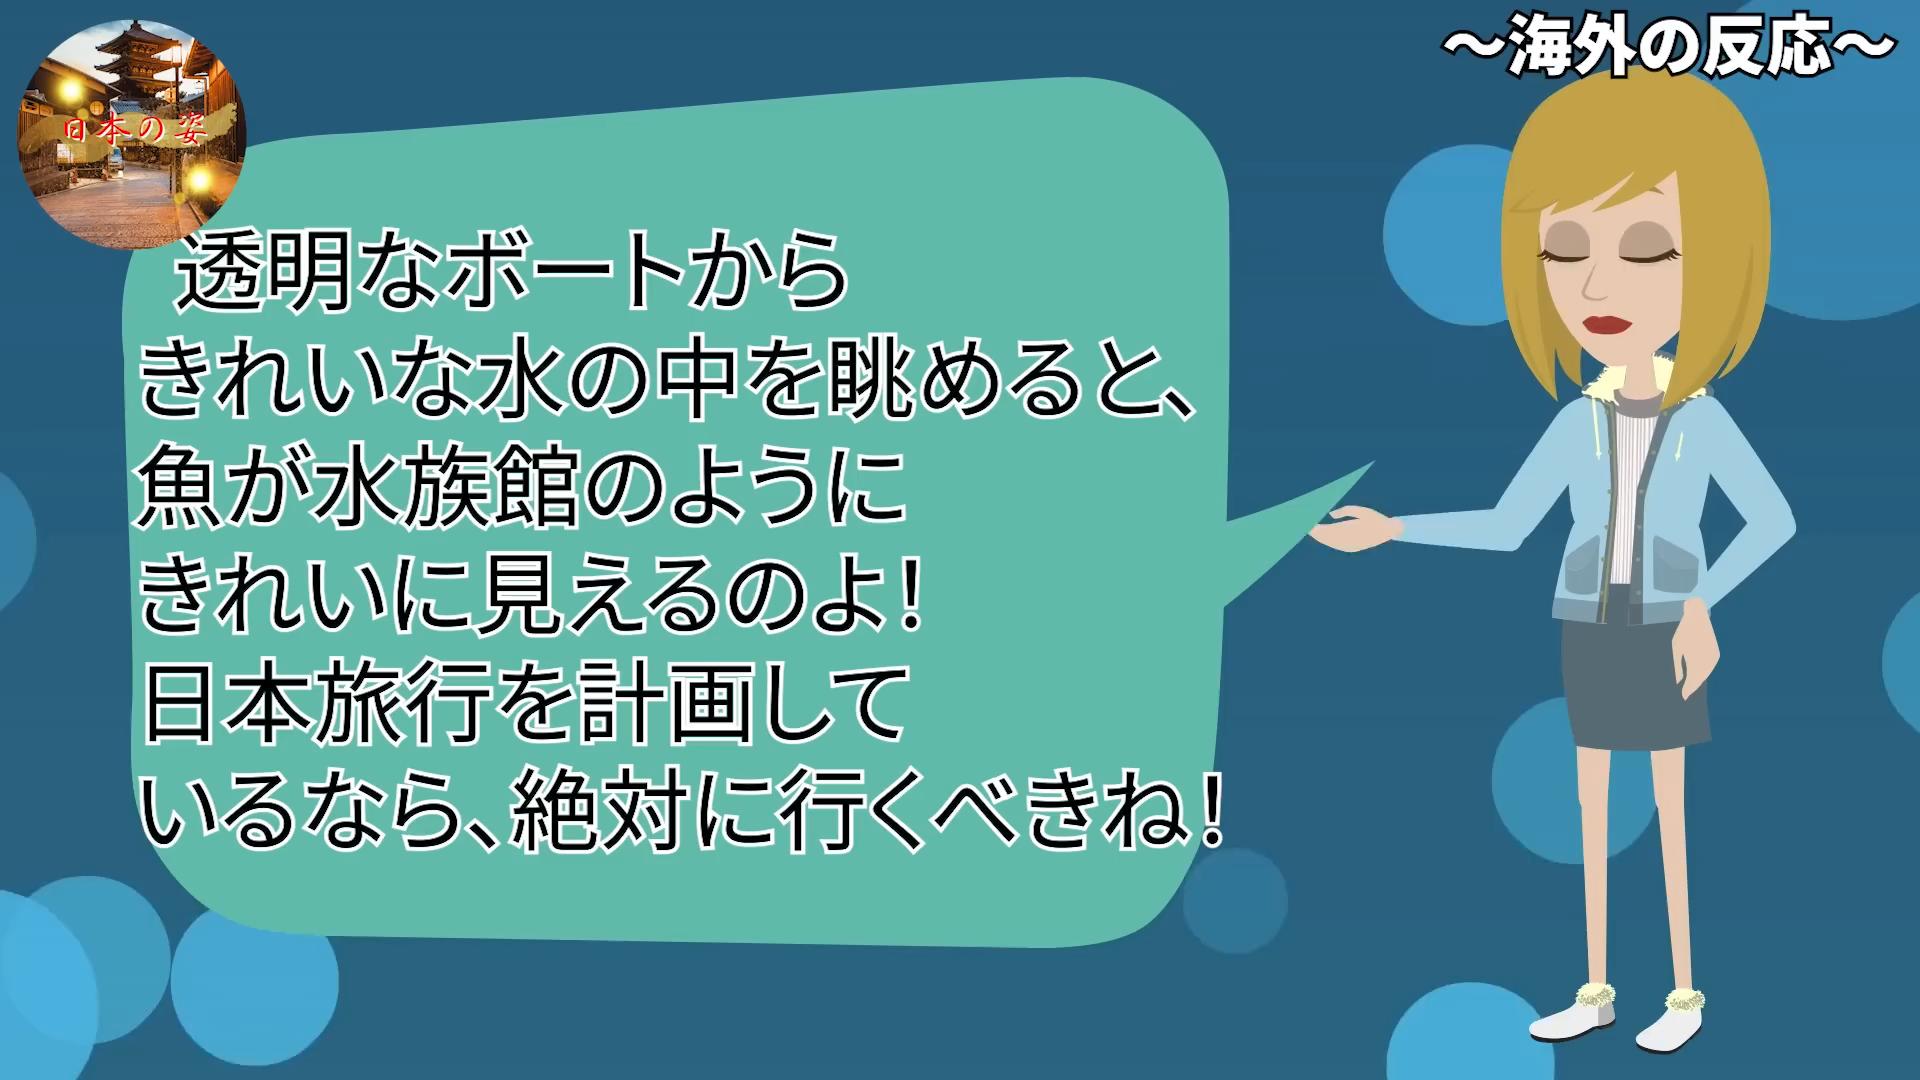 ～海外の反応～
日本の姿
透明なボートから
きれいな水の中を眺めると、
魚が水族館のように
きれいに見えるのよ！
日本旅行を計画して
いるなら、絶対に行くべきね！